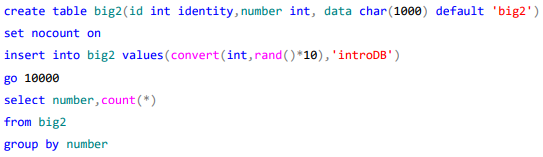 create table big2(id int identity,number int, data char(1000) default 'big2')
set nocount on
insert into big2 values(convert(int,rand()*10),'introDB')
go 10000
select number,count(*)
from big2
group by number